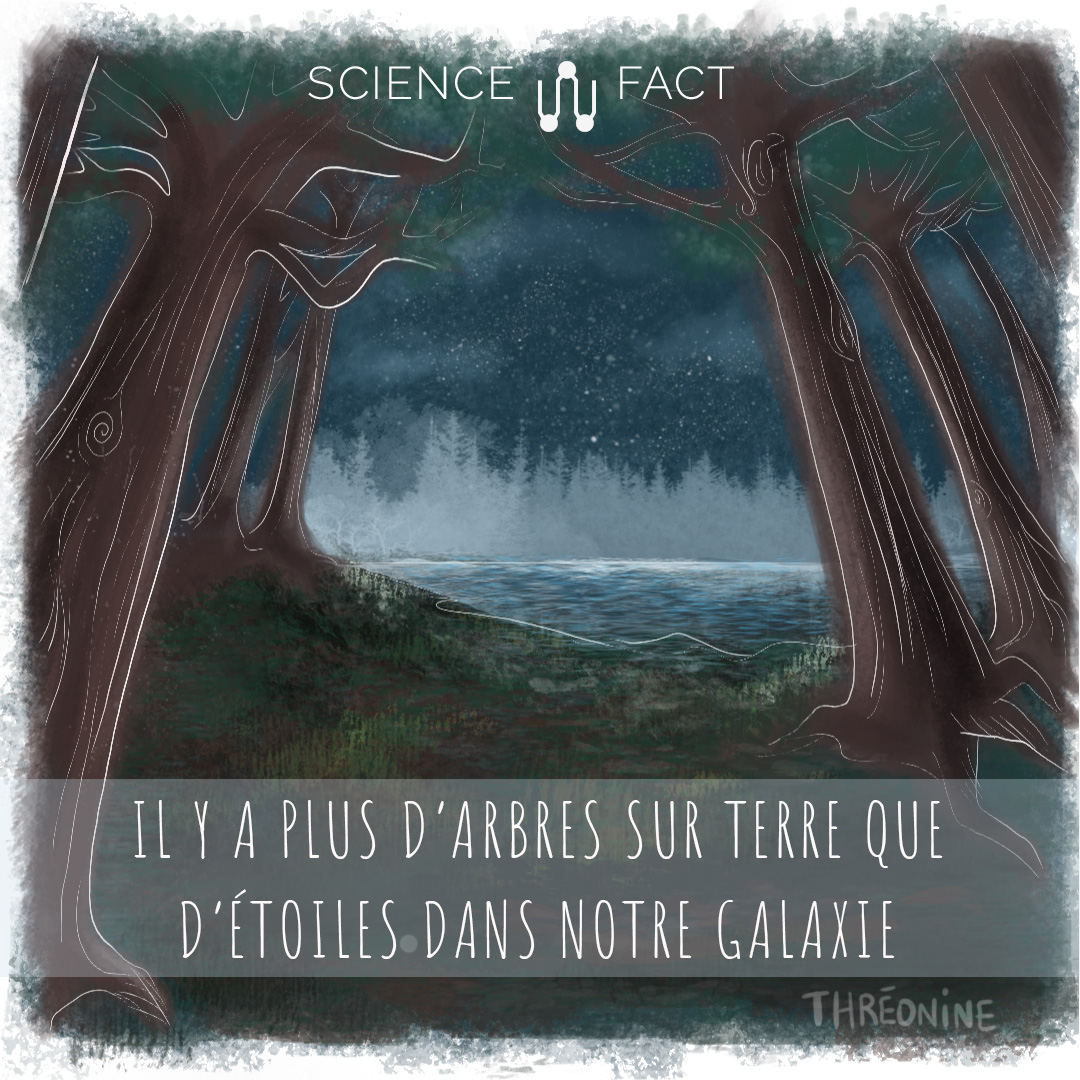 SCIENCE FACT
IL Y A PLUS D'ARBRES SUR TERRE QUE
D'ÉTOILES DANS NOTRE GALAXIE
THRÉONINE